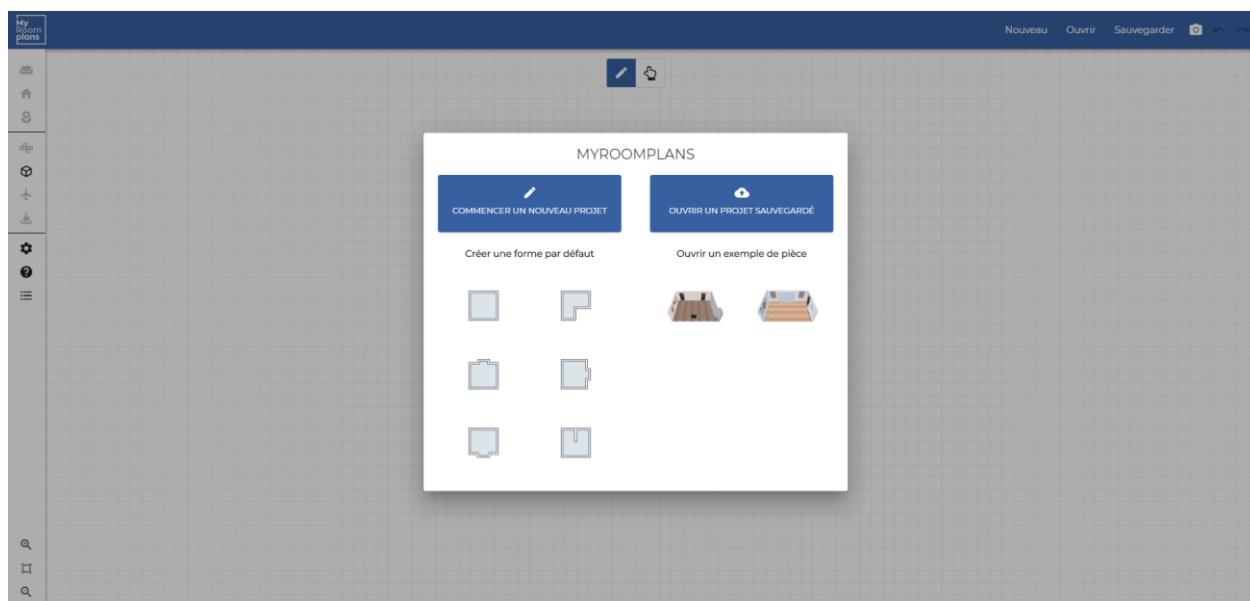 My
Room
plans
Nouveau Ouvrir Sauvegarder
MYROOMPLANS
COMMENCER UN NOUVEAU PROJET
OUVRIR UN PROJET SAUVEGARDÉ
Créer une forme par défaut
Ouvrir un exemple de pièce